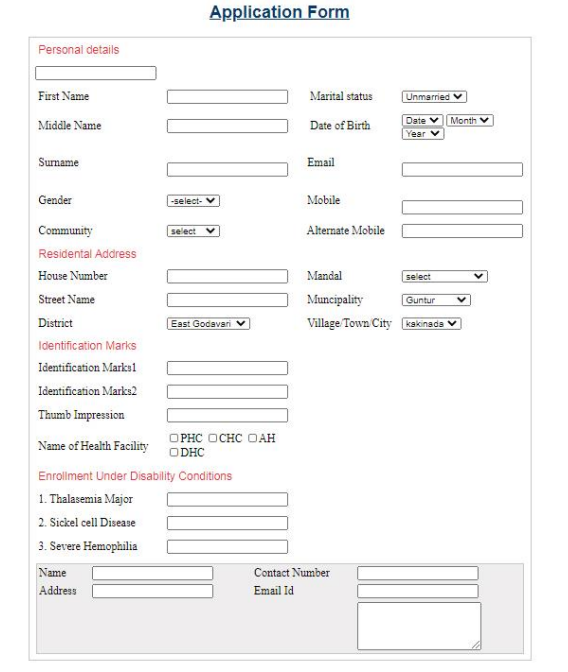 Application Form
Personal details
First Name Marital status Unmarried
Middle Name Date of Birth Date Month
Year
Surname Email
Gender -select- Mobile
Community select Alternate Mobile
Residental Address
House Number Mandal select
Street Name Muncipality Guntur
District East Godavari Village/Town/City kakinada
Identification Marks
Identification Marks1
Identification Marks2
Thumb Impression
Name of Health Facility PHC CHC AH
DHC
Enrollment Under Disability Conditions
1. Thalasemia Major
2. Sickel cell Disease
3. Severe Hemophilia
Name Contact Number
Address Email Id